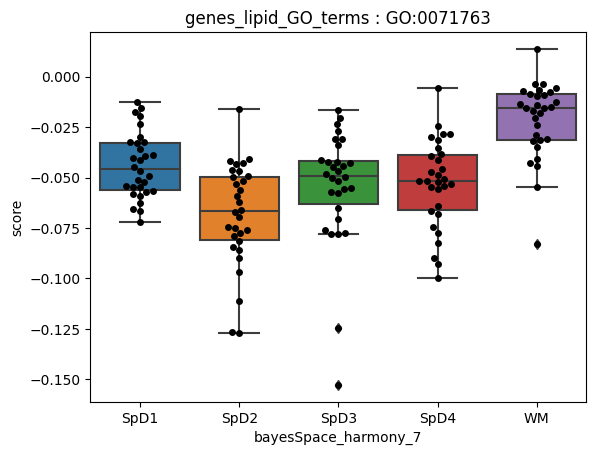 genes_lipid_GO_terms : GO:0071763
0.000
−0.025
−0.050
−0.075
−0.100
−0.125
−0.150
score
SpD1 SpD2 SpD3 SpD4 WM
bayesSpace_harmony_7